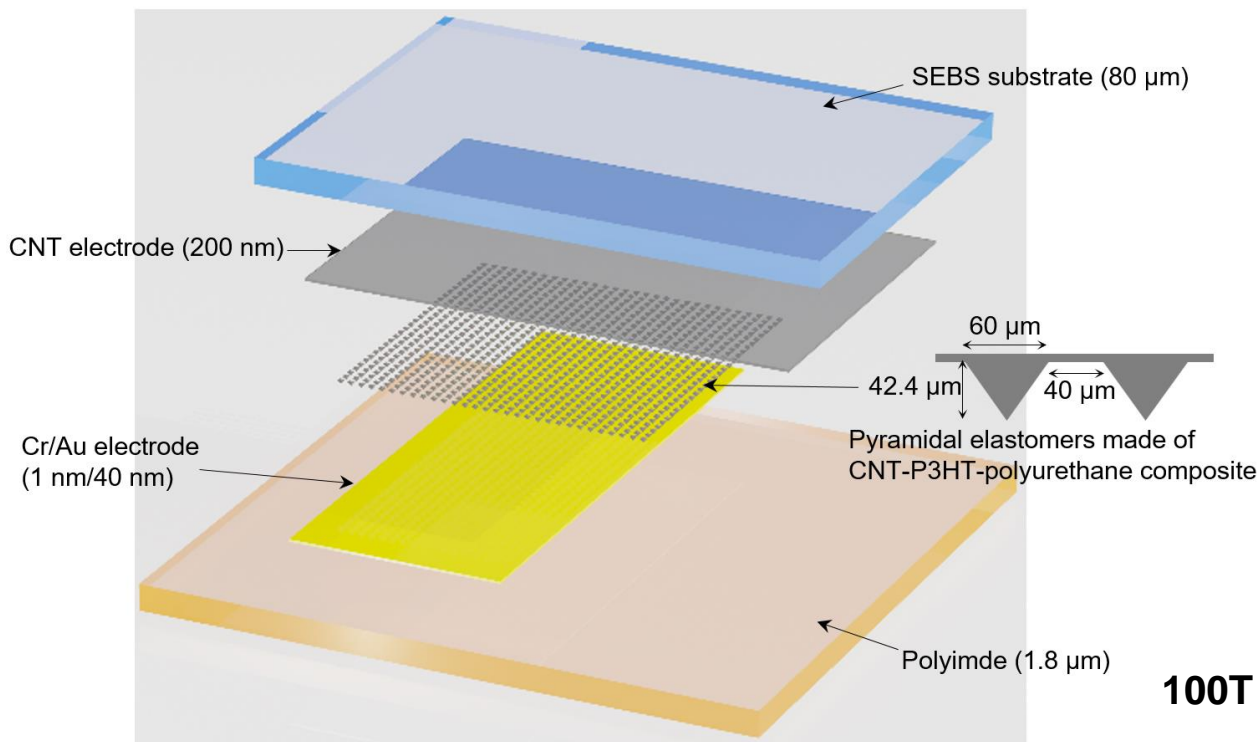 SEBS substrate (80 μm)
CNT electrode (200 nm)
60 μm
42.4 μm
40 μm
Cr/Au electrode
(1 nm/40 nm)
Pyramidal elastomers made of
CNT-P3HT-polyurethane composite
Polyimde (1.8 μm)
100T